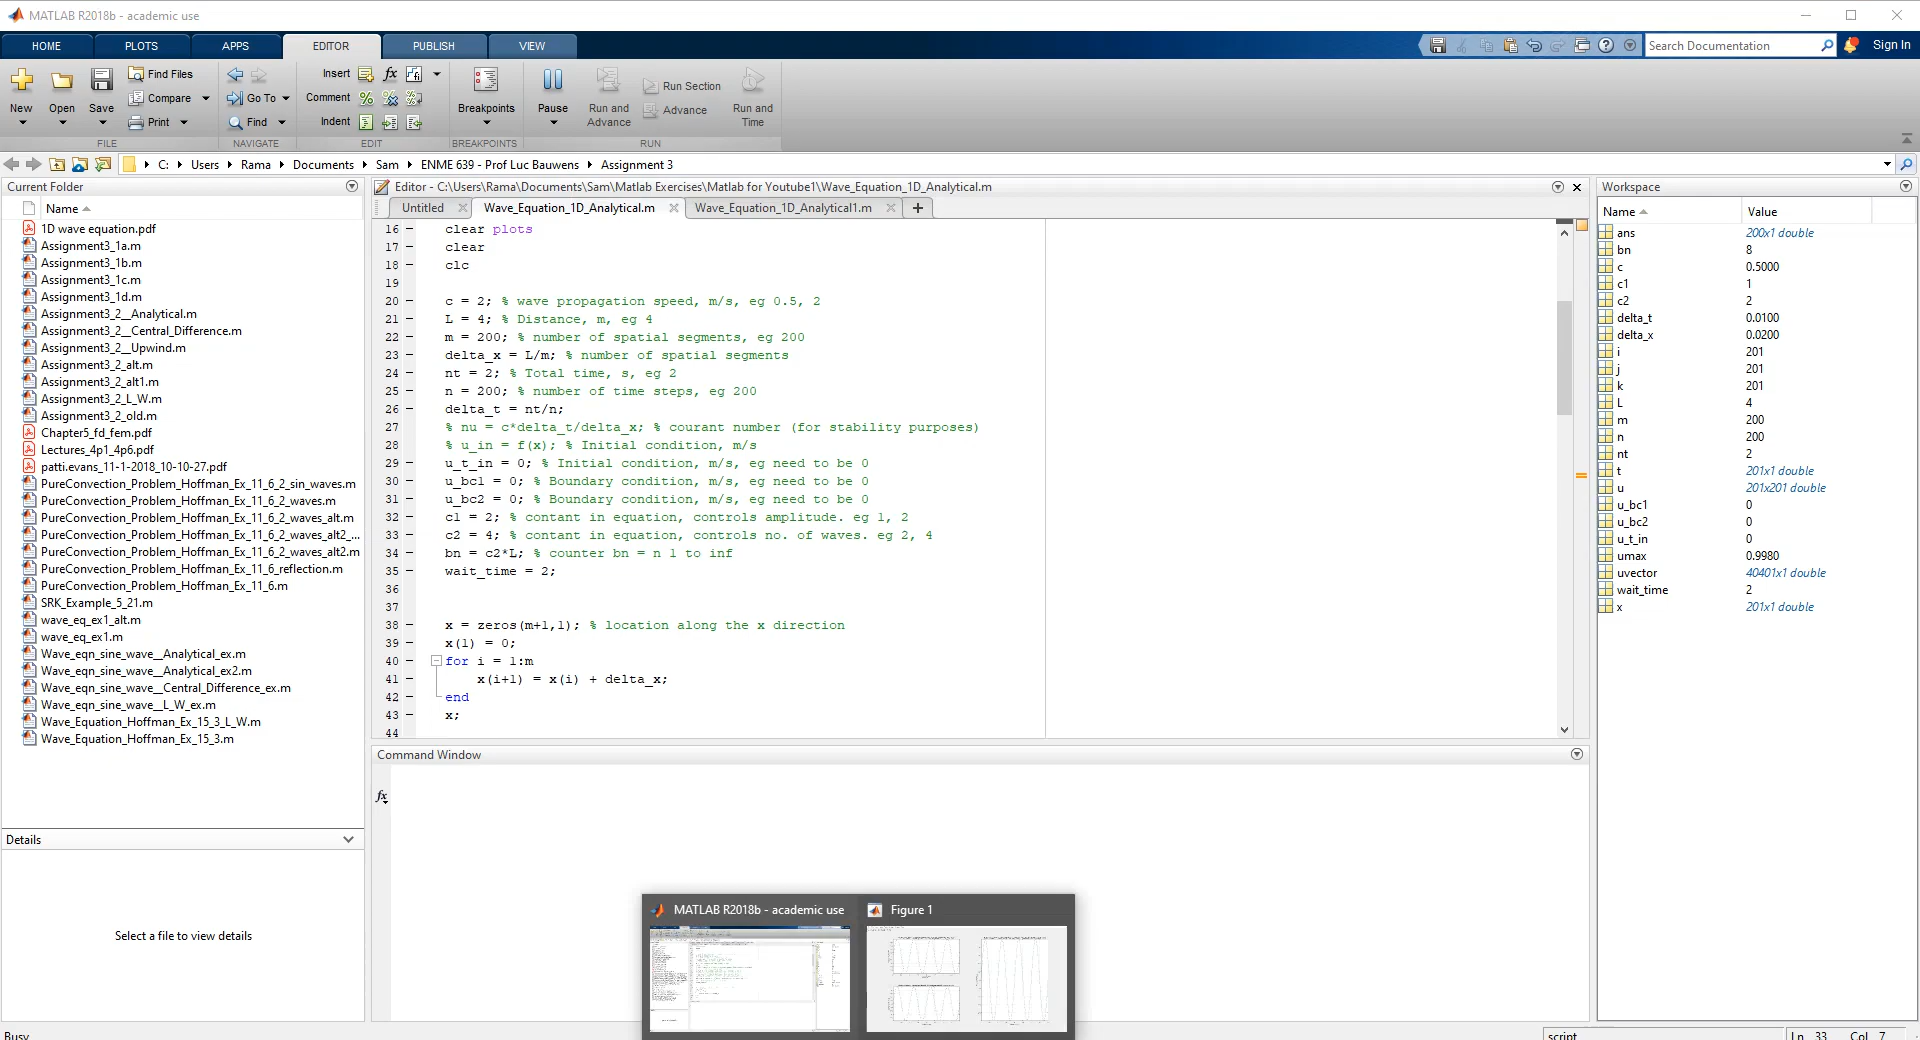 MATLAB R2018b - academic use
HOME PLOTS APPS EDITOR PUBLISH VIEW
Search Documentation
Sign In
New
Open
Save
Find Files
Compare
Print
Go To
Find
Insert fx
Comment
Indent
Breakpoints
Pause
Run and Advance
Run Section
Advance
Run and Time
FILE NAVIGATE EDIT BREAKPOINTS RUN
C: Users Rama Documents Sam ENME 639 - Prof Luc Bauwens Assignment 3
Current Folder
Name
1D wave equation.pdf
Assignment3_1a.m
Assignment3_1b.m
Assignment3_1c.m
Assignment3_1d.m
Assignment3_2__Analytical.m
Assignment3_2__Central_Difference.m
Assignment3_2__Upwind.m
Assignment3_2_alt.m
Assignment3_2_alt1.m
Assignment3_2_L_W.m
Assignment3_2_old.m
Chapter5_fd_fem.pdf
Lectures_4p1_4p6.pdf
patti.evans_11-1-2018_10-10-27.pdf
PureConvection_Problem_Hoffman_Ex_11_6_2_sin_waves.m
PureConvection_Problem_Hoffman_Ex_11_6_2_waves.m
PureConvection_Problem_Hoffman_Ex_11_6_2_waves_alt.m
PureConvection_Problem_Hoffman_Ex_11_6_2_waves_alt2_...
PureConvection_Problem_Hoffman_Ex_11_6_2_waves_alt2.m
PureConvection_Problem_Hoffman_Ex_11_6_reflection.m
PureConvection_Problem_Hoffman_Ex_11_6.m
SRK_Example_5_21.m
wave_eq_ex1_alt.m
wave_eq_ex1.m
Wave_eqn_sine_wave__Analytical_ex.m
Wave_eqn_sine_wave__Analytical_ex2.m
Wave_eqn_sine_wave__Central_Difference_ex.m
Wave_eqn_sine_wave__L_W_ex.m
Wave_Equation_Hoffman_Ex_15_3_L_W.m
Wave_Equation_Hoffman_Ex_15_3.m
Details
Select a file to view details
Busy
Editor - C:\Users\Rama\Documents\Sam\Matlab Exercises\Matlab for Youtube1\Wave_Equation_1D_Analytical.m
Untitled Wave_Equation_1D_Analytical.m Wave_Equation_1D_Analytical1.m
16 – clear plots
17 – clear
18 – clc
19
20 – c = 2; % wave propagation speed, m/s, eg 0.5, 2
21 – L = 4; % Distance, m, eg 4
22 – m = 200; % number of spatial segments, eg 200
23 – delta_x = L/m; % number of spatial segments
24 – nt = 2; % Total time, s, eg 2
25 – n = 200; % number of time steps, eg 200
26 – delta_t = nt/n;
27 % nu = c*delta_t/delta_x; % courant number (for stability purposes)
28 % u_in = f(x); % Initial condition, m/s
29 – u_t_in = 0; % Initial condition, m/s, eg need to be 0
30 – u_bc1 = 0; % Boundary condition, m/s, eg need to be 0
31 – u_bc2 = 0; % Boundary condition, m/s, eg need to be 0
32 – c1 = 2; % contant in equation, controls amplitude. eg 1, 2
33 – c2 = 4; % contant in equation, controls no. of waves. eg 2, 4
34 – bn = c2*L; % counter bn = n 1 to inf
35 – wait_time = 2;
36
37
38 – x = zeros(m+1,1); % location along the x direction
39 – x(1) = 0;
40 – for i = 1:m
41 – x(i+1) = x(i) + delta_x;
42 – end
43 – x;
44
Command Window
fx
MATLAB R2018b - academic use
Figure 1
Workspace
Name Value
ans 200x1 double
bn 8
c 0.5000
c1 1
c2 2
delta_t 0.0100
delta_x 0.0200
i 201
j 201
k 201
L 4
m 200
n 200
nt 2
t 201x1 double
u 201x201 double
u_bc1 0
u_bc2 0
u_t_in 0
umax 0.9980
uvector 40401x1 double
wait_time 2
x 201x1 double
script Ln 33 Col 7